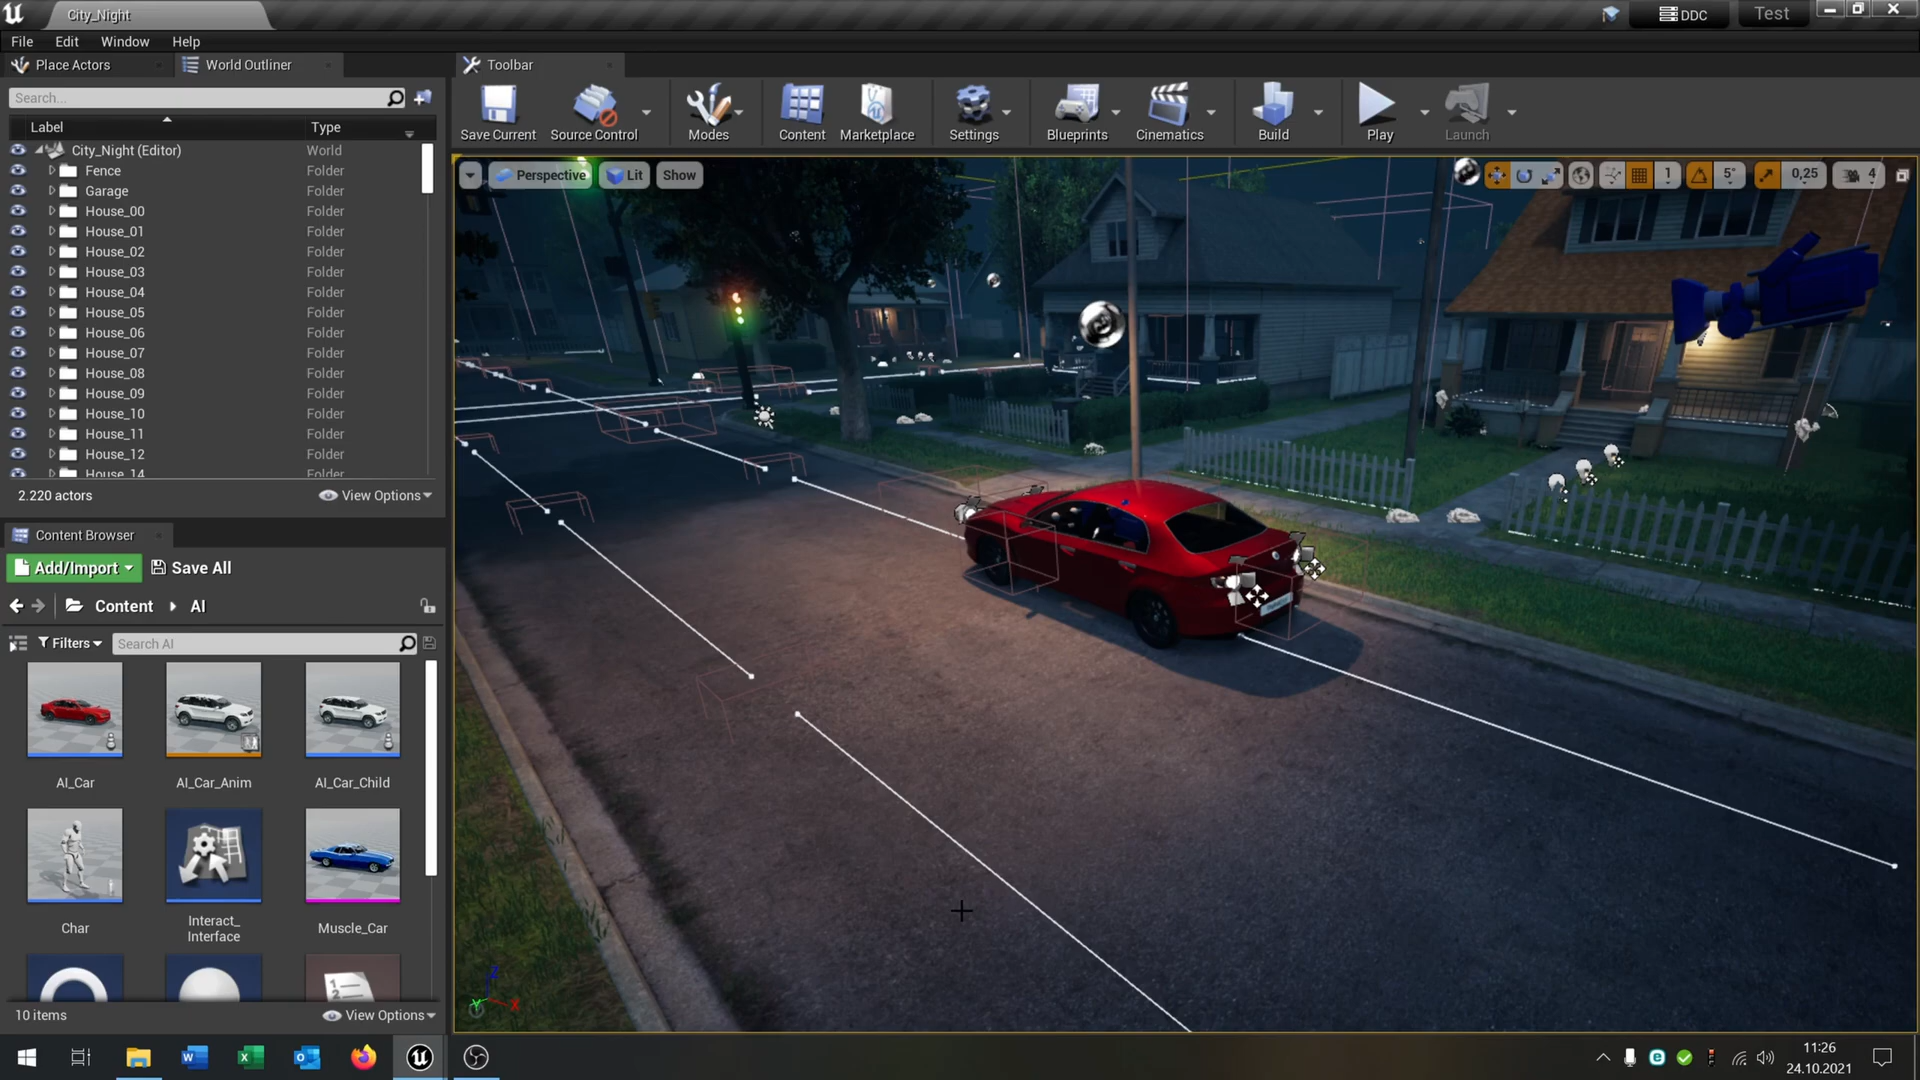 City_Night
DDC
Test
File
Edit
Window
Help
Place Actors
World Outliner
Toolbar
Search...
Save Current
Source Control
Modes
Content
Marketplace
Settings
Blueprints
Cinematics
Build
Play
Launch
Label
Type
City_Night (Editor)
World
Fence
Folder
Garage
Folder
House_00
Folder
House_01
Folder
House_02
Folder
House_03
Folder
House_04
Folder
House_05
Folder
House_06
Folder
House_07
Folder
House_08
Folder
House_09
Folder
House_10
Folder
House_11
Folder
House_12
Folder
House_14
Folder
2.220 actors
View Options
Perspective
Lit
Show
1
5°
0,25
4
Content Browser
Add/Import
Save All
Content
AI
Filters
Search AI
AI_Car
AI_Car_Anim
AI_Car_Child
Char
Interact_
Interface
Muscle_Car
10 items
View Options
Z
Y
X
11:26
24.10.2021